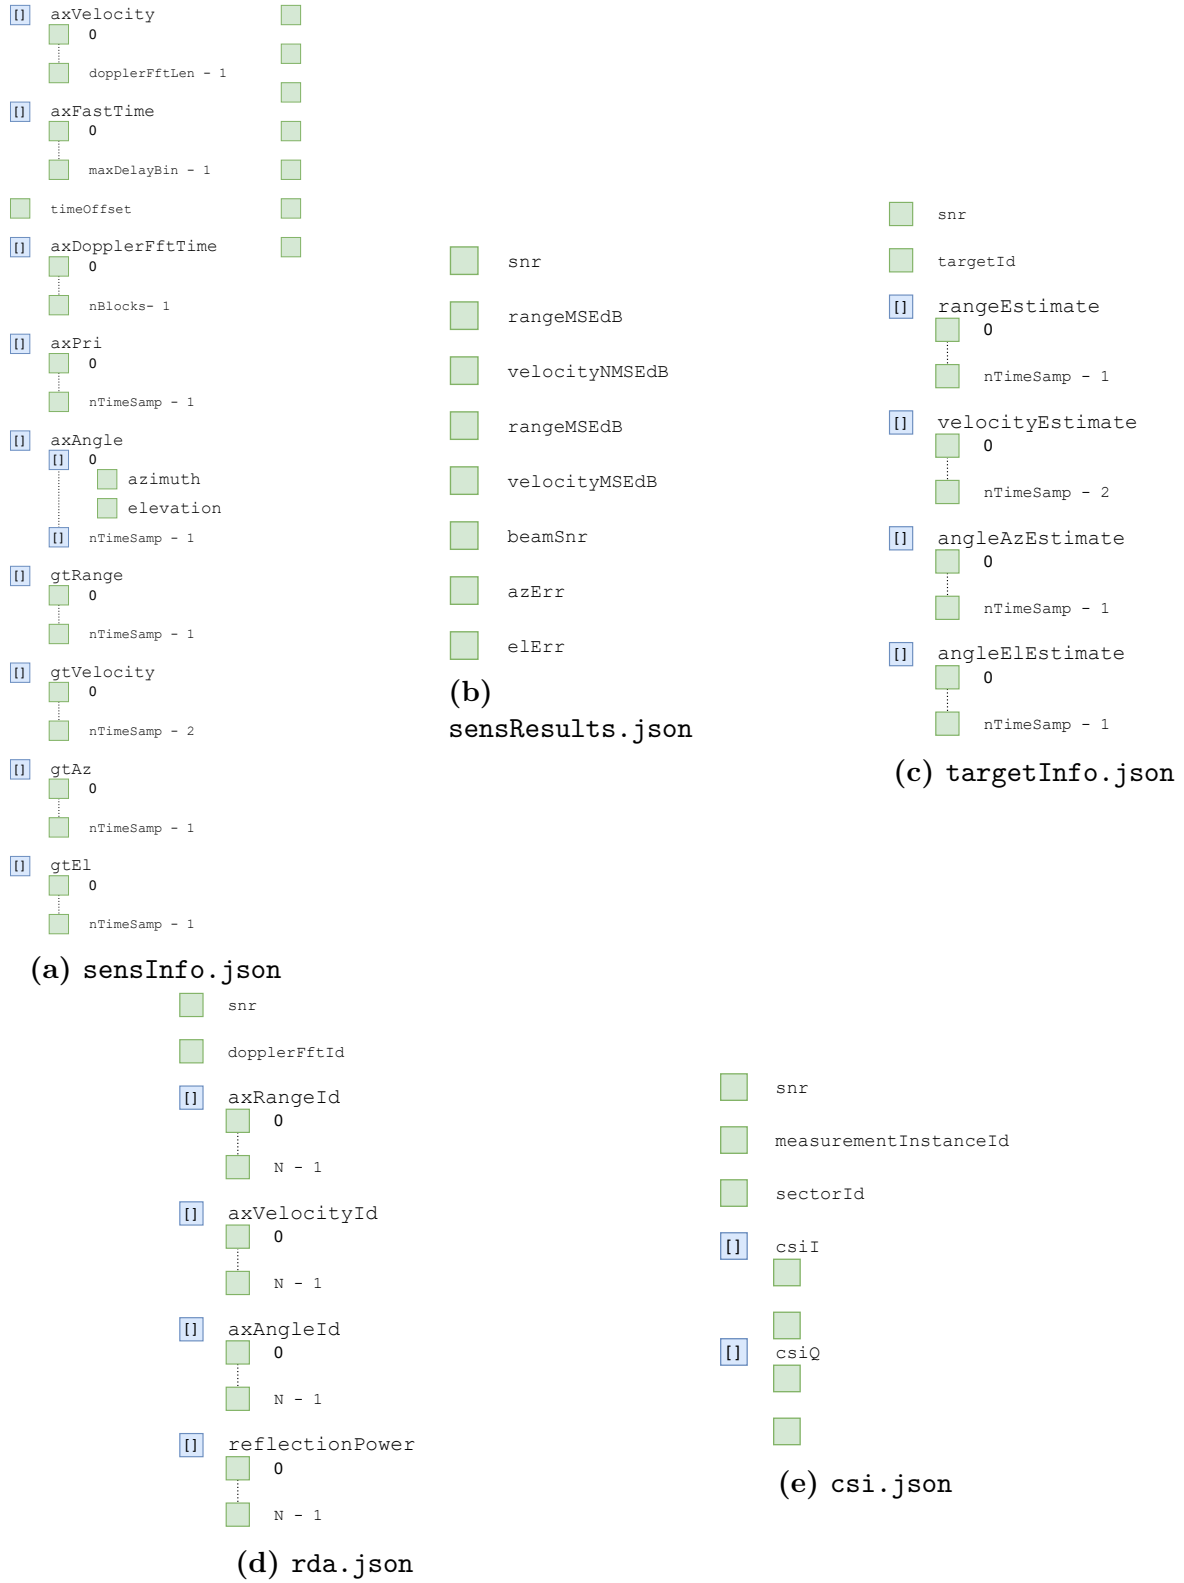 [] axVelocity
0
dopplerFftLen - 1
[] axFastTime
0
maxDelayBin - 1
timeOffset
[] axDopplerFftTime
0
nBlocks- 1
[] axPri
0
nTimeSamp - 1
[] axAngle
[] 0
azimuth
elevation
[] nTimeSamp - 1
[] gtRange
0
nTimeSamp - 1
[] gtVelocity
0
nTimeSamp - 2
[] gtAz
0
nTimeSamp - 1
[] gtEl
0
nTimeSamp - 1
(a) sensInfo.json
snr
rangeMSEdB
velocityNMSEdB
rangeMSEdB
velocityMSEdB
beamSnr
azErr
elErr
(b)
sensResults.json
snr
targetId
[] rangeEstimate
0
nTimeSamp - 1
[] velocityEstimate
0
nTimeSamp - 2
[] angleAzEstimate
0
nTimeSamp - 1
[] angleElEstimate
0
nTimeSamp - 1
(c) targetInfo.json
snr
dopplerFftId
[] axRangeId
0
N - 1
[] axVelocityId
0
N - 1
[] axAngleId
0
N - 1
[] reflectionPower
0
N - 1
(d) rda.json
snr
measurementInstanceId
sectorId
[] csiI
[] csiQ
(e) csi.json